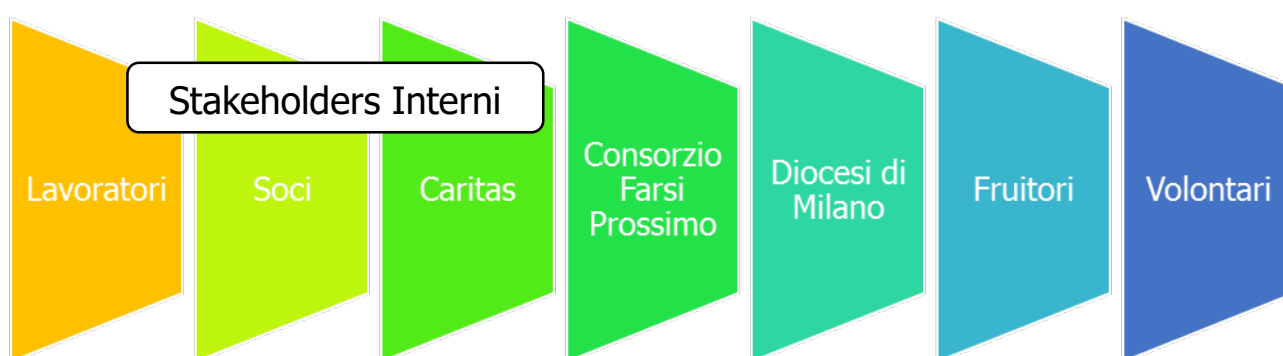 Stakeholders Interni
Lavoratori
Soci
Caritas
Consorzio
Farsi
Prossimo
Diocesi di
Milano
Fruitori
Volontari